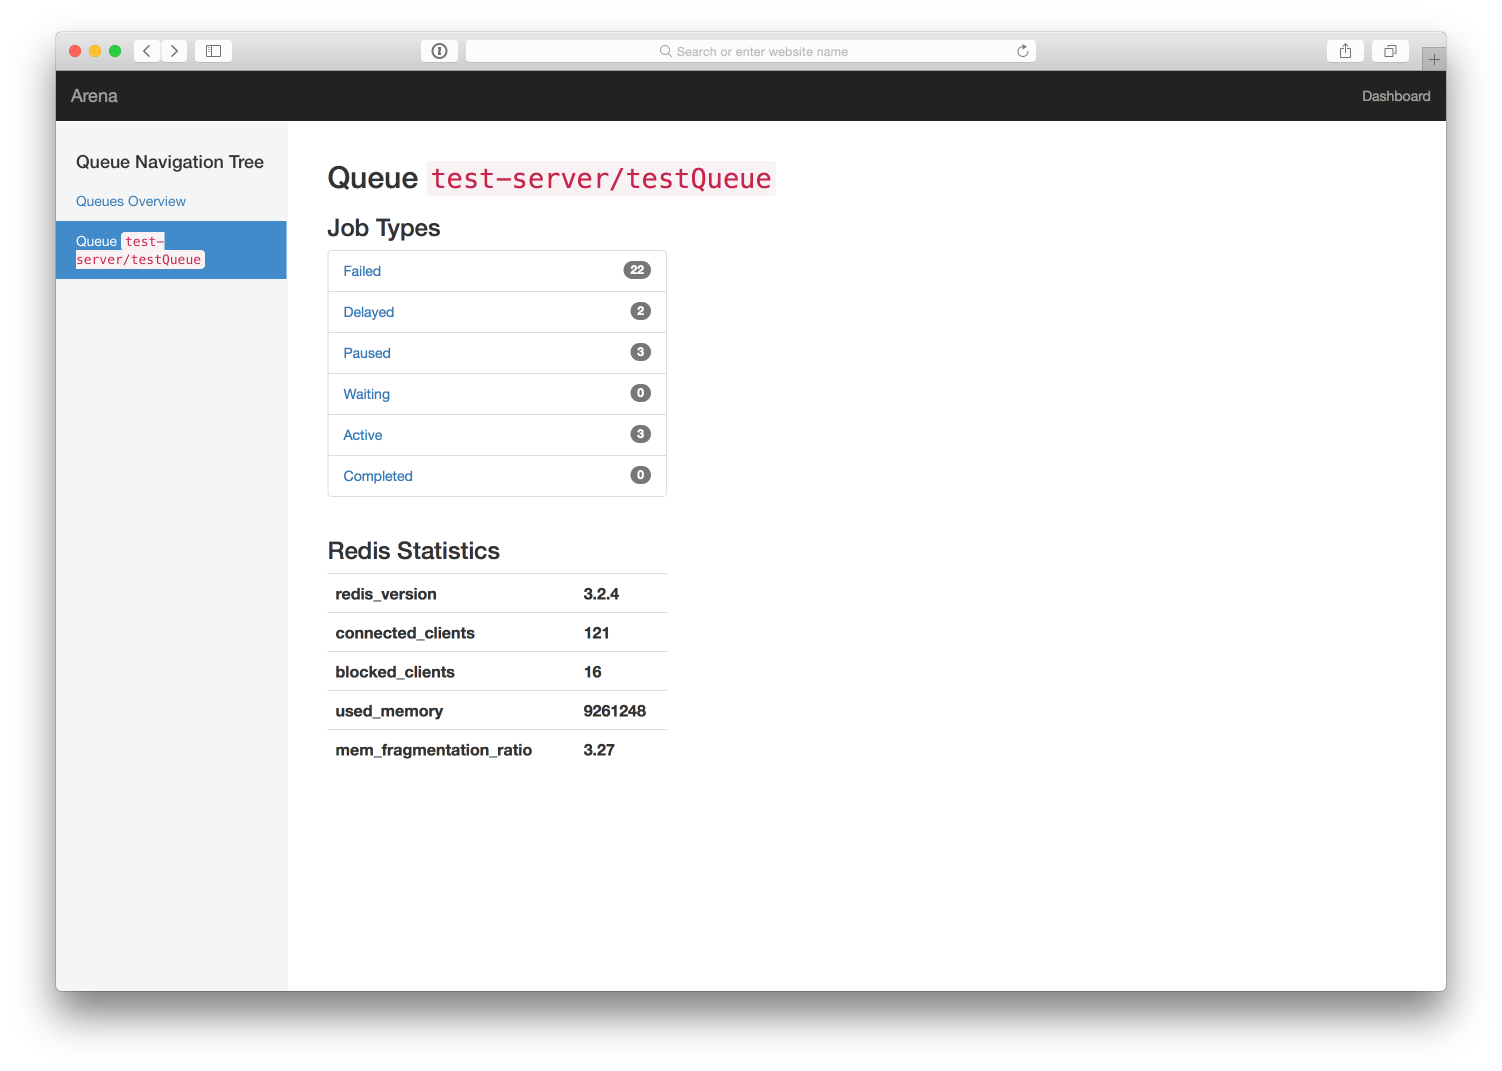 Search or enter website name
Arena
Dashboard
Queue Navigation Tree
Queues Overview
Queue test-
server/testQueue
Queue test-server/testQueue
Job Types
Failed 22
Delayed 2
Paused 3
Waiting 0
Active 3
Completed 0
Redis Statistics
redis_version 3.2.4
connected_clients 121
blocked_clients 16
used_memory 9261248
mem_fragmentation_ratio 3.27